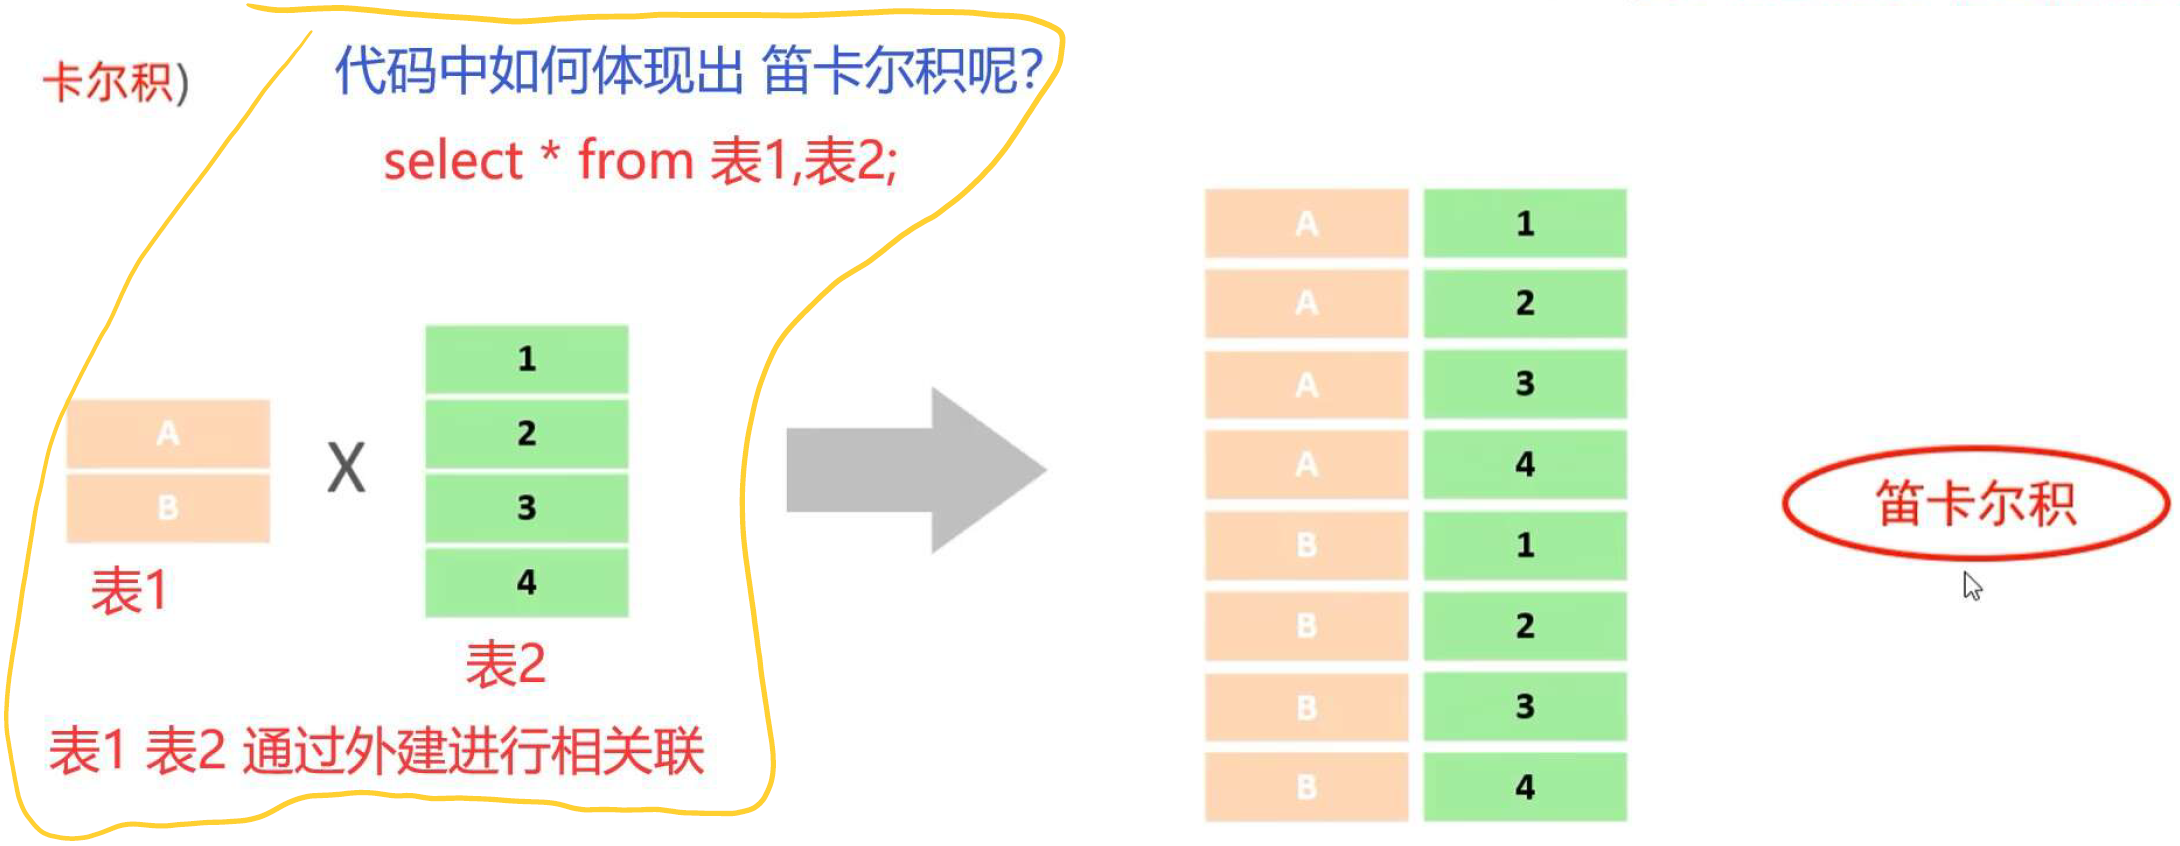 卡尔积)
代码中如何体现出 笛卡尔积呢?
select * from 表1,表2;
A
B
表1
X
1
2
3
4
表2
表1 表2 通过外建进行相关联
A 1
A 2
A 3
A 4
B 1
B 2
B 3
B 4
笛卡尔积